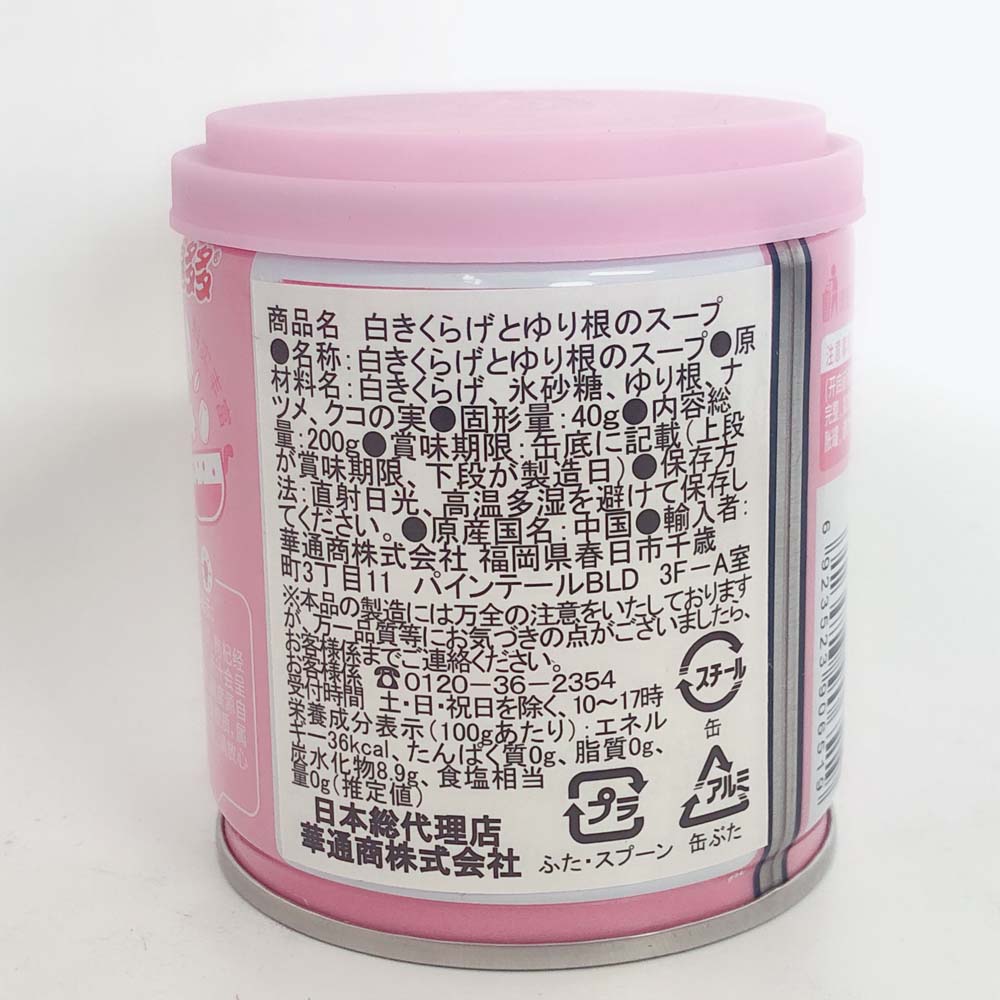 多多®
商品名 白きくらげとゆり根のスープ
●名称:白きくらげとゆり根のスープ●原
材料名:白きくらげ、氷砂糖、ゆり根、ナ
ツメ、クコの実●固形量:40g●内容総
量:200g●賞味期限:缶底に記載(上段
が賞味期限、下段が製造日)●保存方
法:直射日光、高温多湿を避けて保存し
てください。●原産国名:中国●輸入者:
華通商株式会社 福岡県春日市千歳
町3丁目11 パインテールBLD 3F-A室
※本品の製造には万全の注意をいたしております
が、万一品質等にお気づきの点がございましたら、
お客様係までご連絡ください。
お客様係 ☎0120-36-2354
受付時間 土・日・祝日を除く、10~17時
栄養成分表示(100gあたり):エネル
ギー36kcal、たんぱく質0g、脂質0g、
炭水化物8.9g、食塩相当
量0g(推定値)
日本総代理店
華通商株式会社
スチール
缶
プラ
ふた・スプーン
アルミ
缶ぶた
6923523906519